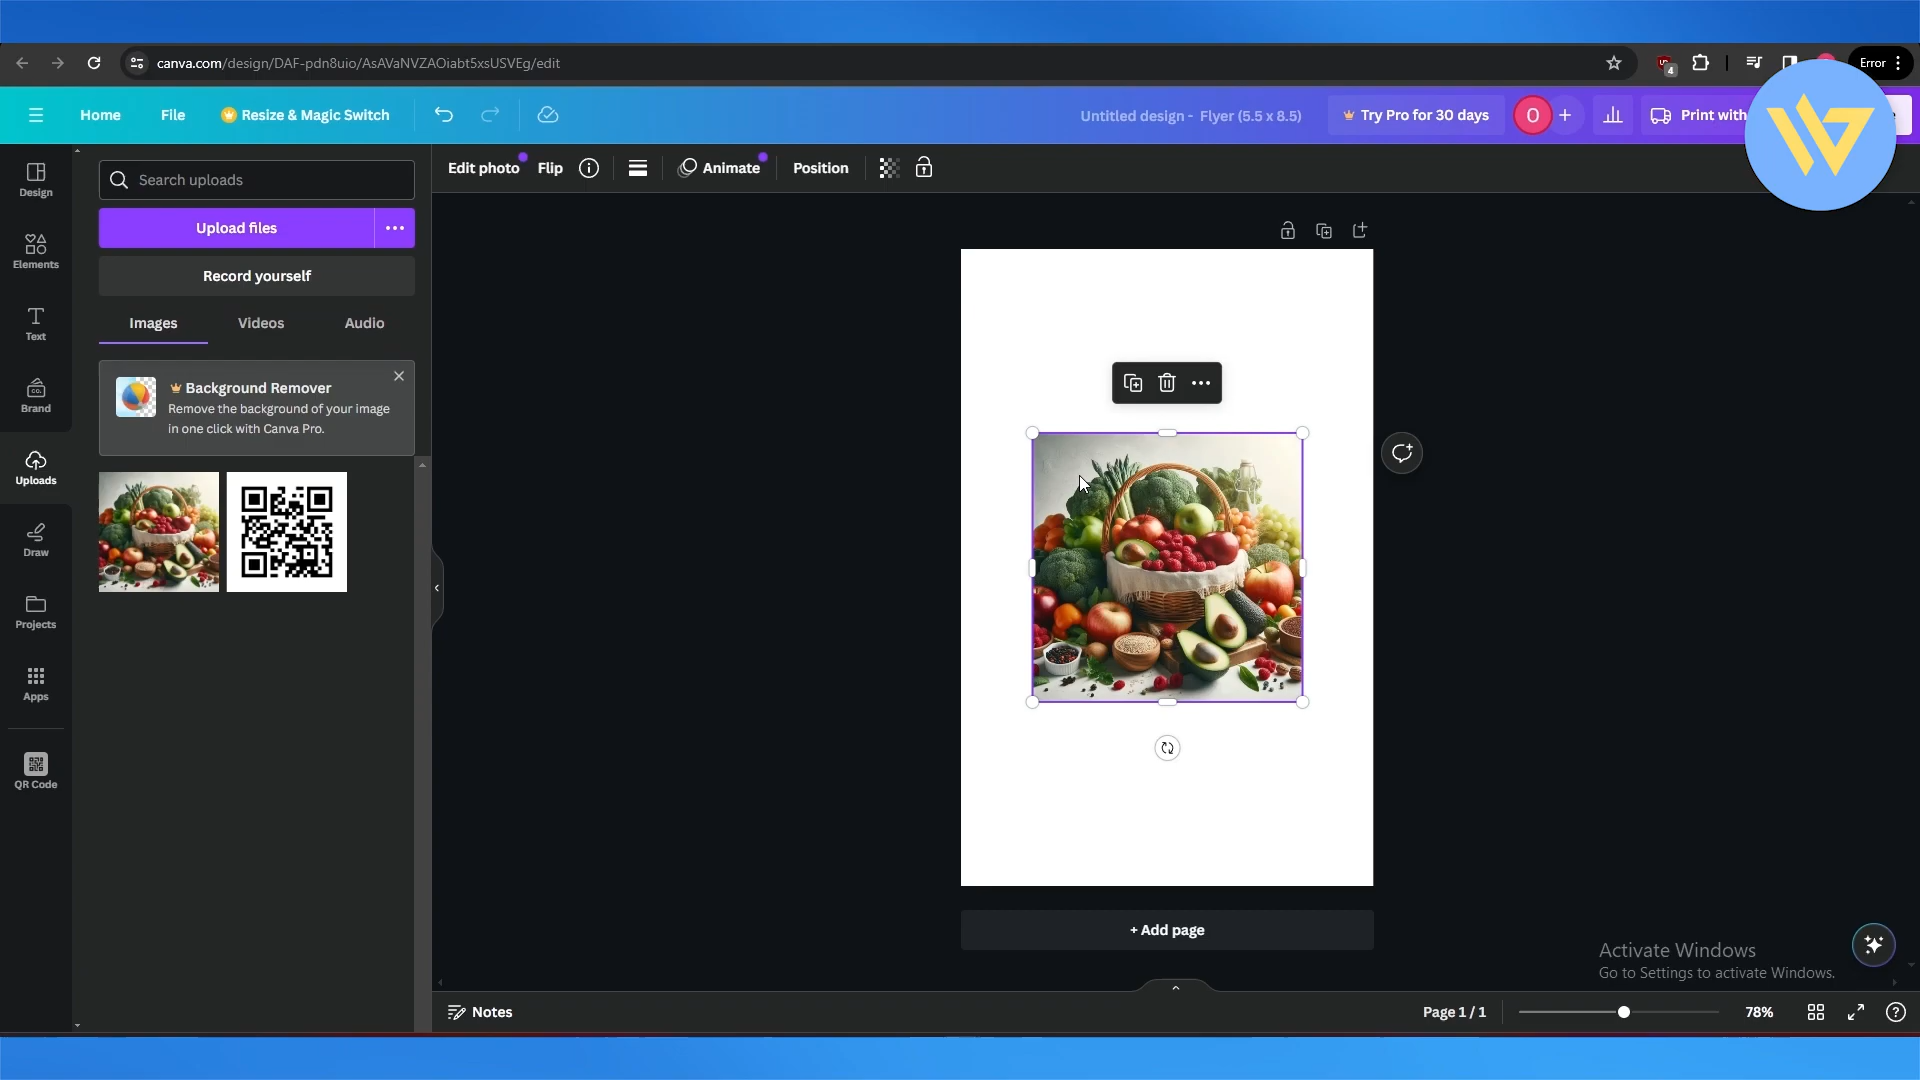 canva.com/design/DAF-pdn8uio/AsAVaNVZAOiabt5xsUSVEg/edit
4
Error
Home
File
Resize & Magic Switch
Untitled design - Flyer (5.5 x 8.5)
Try Pro for 30 days
O
Print with
Design
Elements
Text
Brand
Uploads
Draw
Projects
Apps
QR Code
Search uploads
Upload files
Record yourself
Images
Videos
Audio
Background Remover
Remove the background of your image
in one click with Canva Pro.
Edit photo
Flip
Animate
Position
+ Add page
Activate Windows
Go to Settings to activate Windows.
Notes
Page 1 / 1
78%